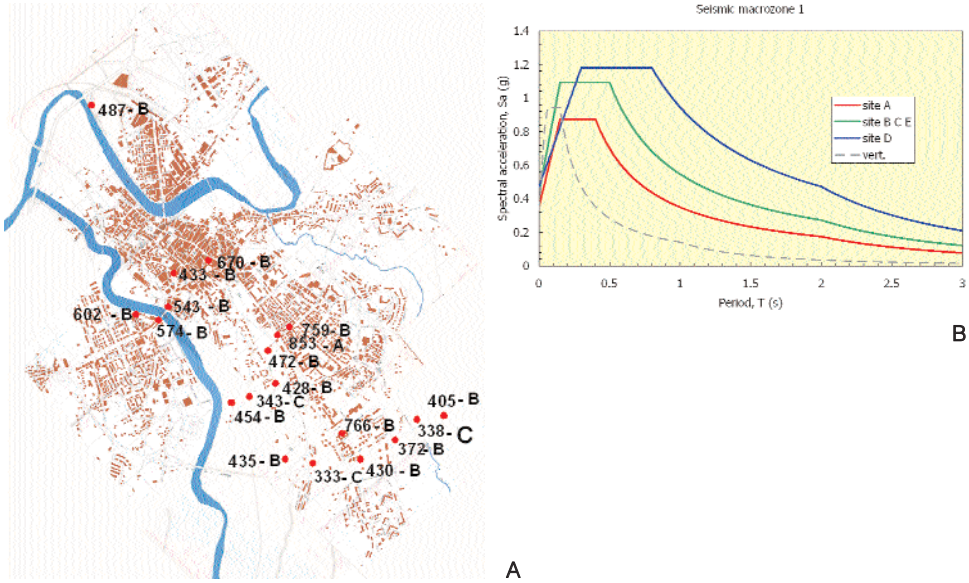 487- B
670 - B
433 - B
543 - B
602 - B
574- B
759- B
853 - A
472- B
428- B
343- C
454 - B
405- B
766- B
338- C
372- B
435- B
430 - B
333- C
A
Seismic macrozone 1
Spectral acceleration, Sa (g)
1.4
1.2
1
0.8
0.6
0.4
0.2
0
site A
site B C E
site D
vert.
0 0.5 1 1.5 2 2.5 3
Period, T (s)
B